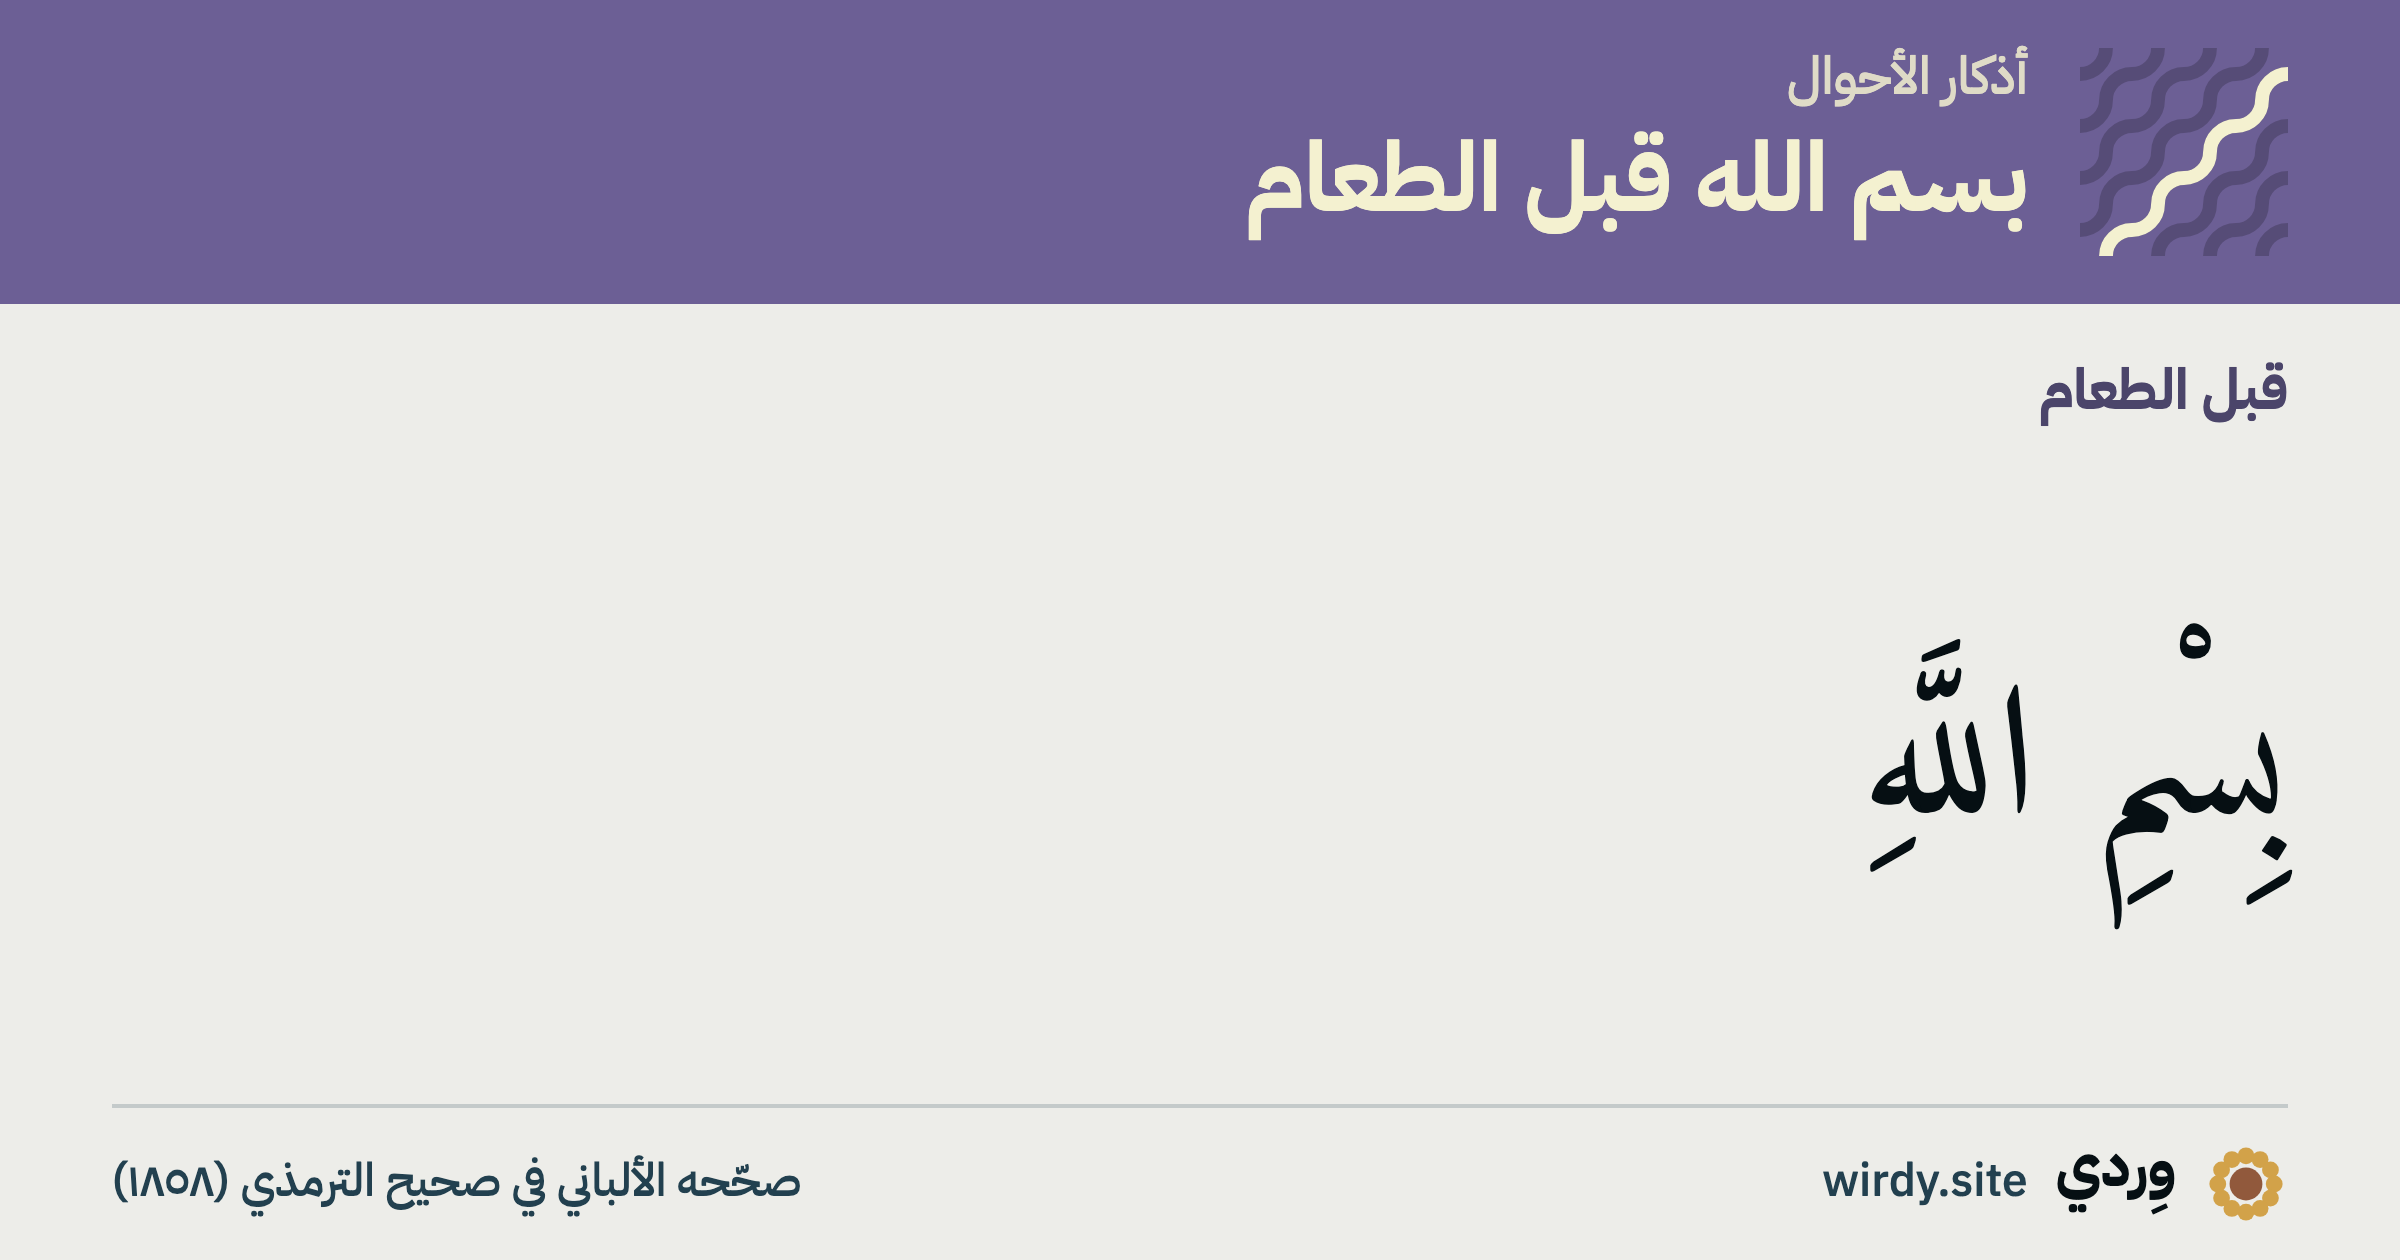 أذكار الأحوال
بسم الله قبل الطعام
قبل الطعام
بِسْمِ اللَّهِ
وِردي wirdy.site
صحّحه الألباني في صحيح الترمذي (١٨٥٨)